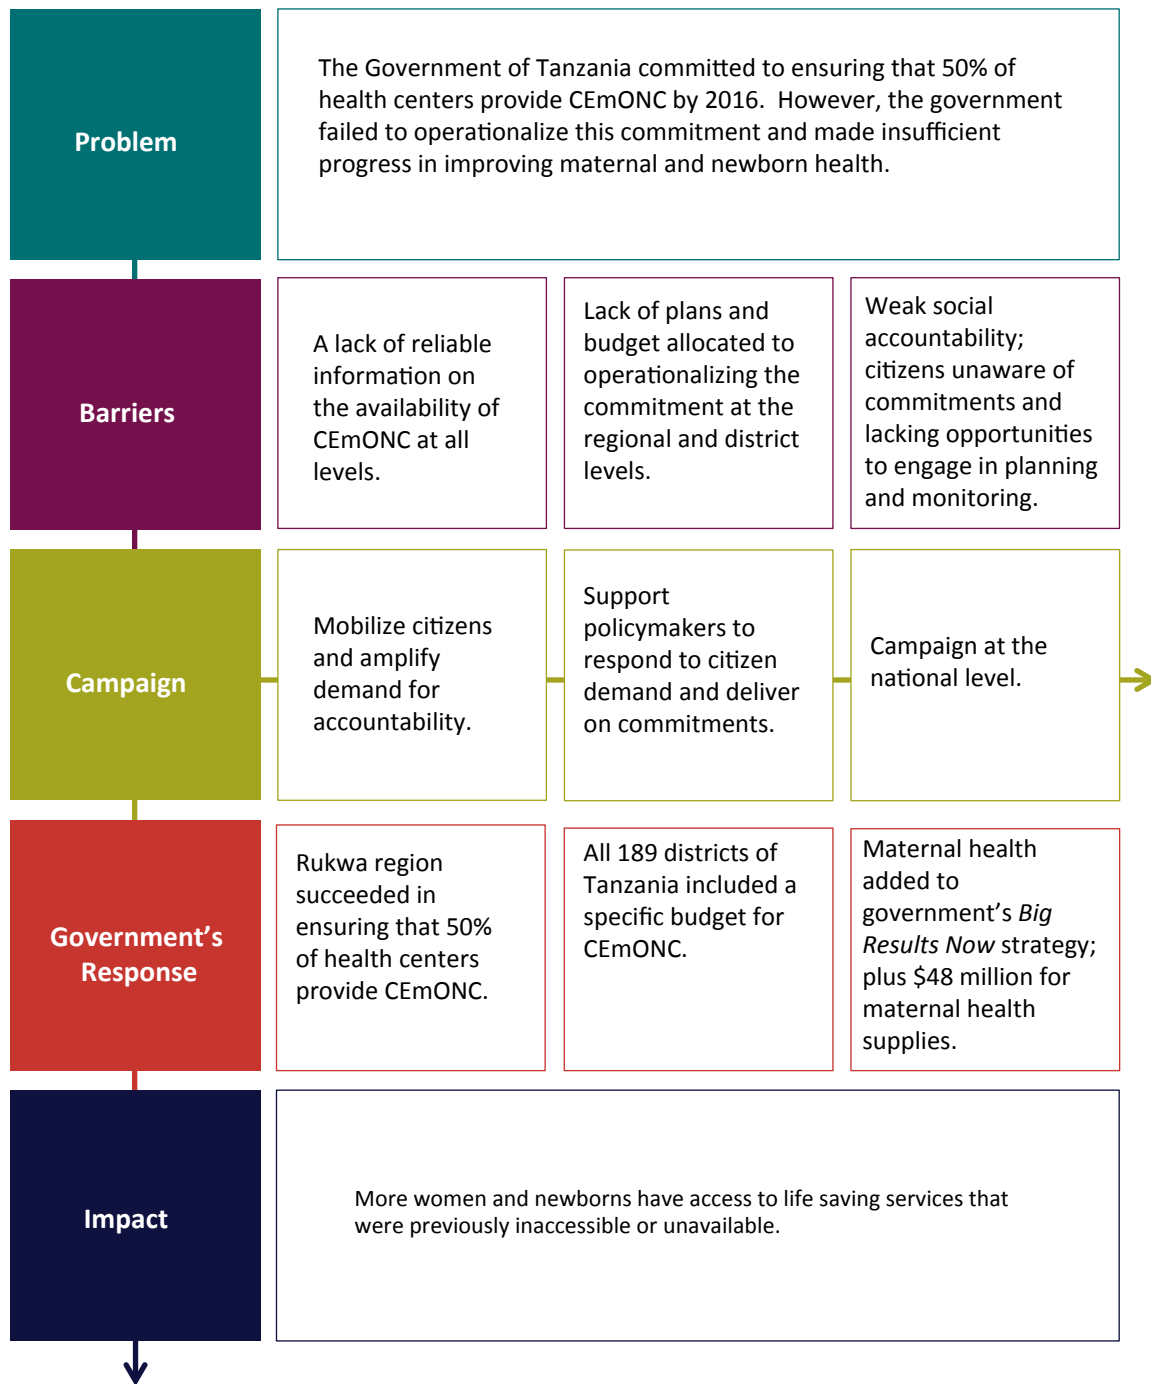 Problem
The Government of Tanzania committed to ensuring that 50% of
health centers provide CEmONC by 2016.  However, the government
failed to operationalize this commitment and made insufficient
progress in improving maternal and newborn health.
Barriers
A lack of reliable
information on
the availability of
CEmONC at all
levels.
Lack of plans and
budget allocated to
operationalizing the
commitment at the
regional and district
levels.
Weak social
accountability;
citizens unaware of
commitments and
lacking opportunities
to engage in planning
and monitoring.
Campaign
Mobilize citizens
and amplify
demand for
accountability.
Support
policymakers to
respond to citizen
demand and deliver
on commitments.
Campaign at the
national level.
Government's
Response
Rukwa region
succeeded in
ensuring that 50%
of health centers
provide CEmONC.
All 189 districts of
Tanzania included a
specific budget for
CEmONC.
Maternal health
added to
government's Big
Results Now strategy;
plus $48 million for
maternal health
supplies.
Impact
More women and newborns have access to life saving services that
were previously inaccessible or unavailable.